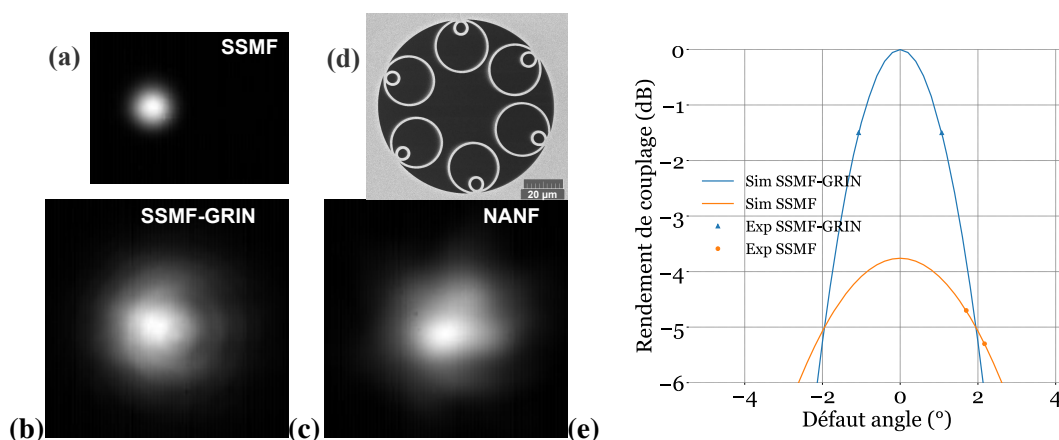 (a)
SSMF
(d)
20 µm
SSMF-GRIN
NANF
(b)
(c)
(e)
Rendement de couplage (dB)
0
−1
−2
−3
−4
−5
−6
Sim SSMF-GRIN
Sim SSMF
Exp SSMF-GRIN
Exp SSMF
−4
−2
0
2
4
Défaut angle (°)